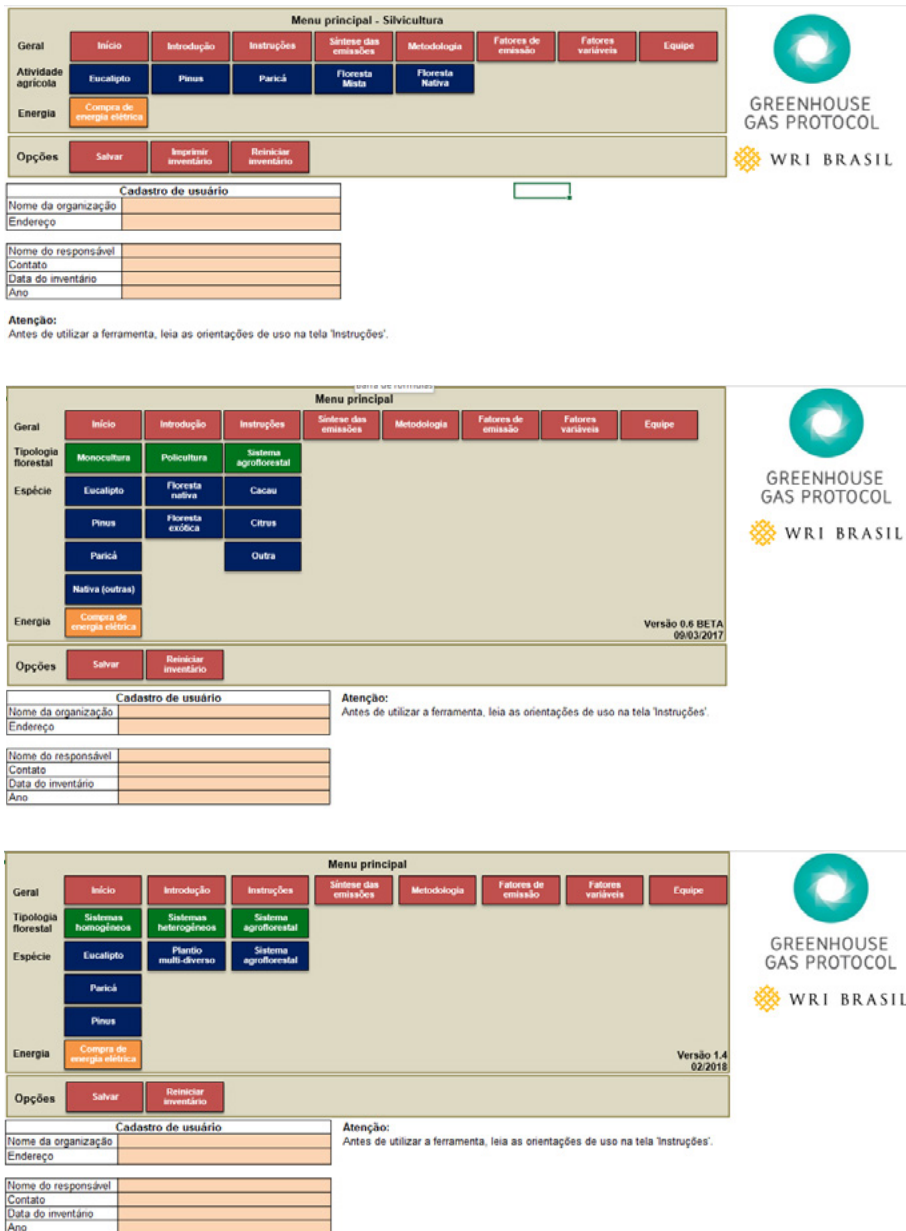 Menu principal - Silvicultura
Geral Início Introdução Instruções Síntese das emissões Metodologia Fatores de emissão Fatores variáveis Equipe
Atividade agrícola Eucalipto Pinus Paricá Floresta Mista Floresta Nativa
Energia Compra de energia elétrica
Opções Salvar Imprimir inventário Reiniciar inventário
GREENHOUSE
GAS PROTOCOL
WRI BRASIL
Cadastro de usuário
Nome da organização
Endereço
Nome do responsável
Contato
Data do inventário
Ano
Atenção:
Antes de utilizar a ferramenta, leia as orientações de uso na tela 'Instruções'.
Barra de fórmulas
Menu principal
Geral Início Introdução Instruções Síntese das emissões Metodologia Fatores de emissão Fatores variáveis Equipe
Tipologia florestal Monocultura Policultura Sistema agroflorestal
Espécie Eucalipto Floresta nativa Cacau
Pinus Floresta exótica Citrus
Paricá Outra
Nativa (outras)
Energia Compra de energia elétrica
Versão 0.6 BETA
09/03/2017
Opções Salvar Reiniciar inventário
GREENHOUSE
GAS PROTOCOL
WRI BRASIL
Cadastro de usuário
Nome da organização
Endereço
Nome do responsável
Contato
Data do inventário
Ano
Atenção:
Antes de utilizar a ferramenta, leia as orientações de uso na tela 'Instruções'.
Menu principal
Geral Início Introdução Instruções Síntese das emissões Metodologia Fatores de emissão Fatores variáveis Equipe
Tipologia florestal Sistemas homogêneos Sistemas heterogêneos Sistema agroflorestal
Espécie Eucalipto Plantio multi-diverso Sistema agroflorestal
Paricá
Pinus
Energia Compra de energia elétrica
Versão 1.4
02/2018
Opções Salvar Reiniciar inventário
GREENHOUSE
GAS PROTOCOL
WRI BRASIL
Cadastro de usuário
Nome da organização
Endereço
Nome do responsável
Contato
Data do inventário
Ano
Atenção:
Antes de utilizar a ferramenta, leia as orientações de uso na tela 'Instruções'.